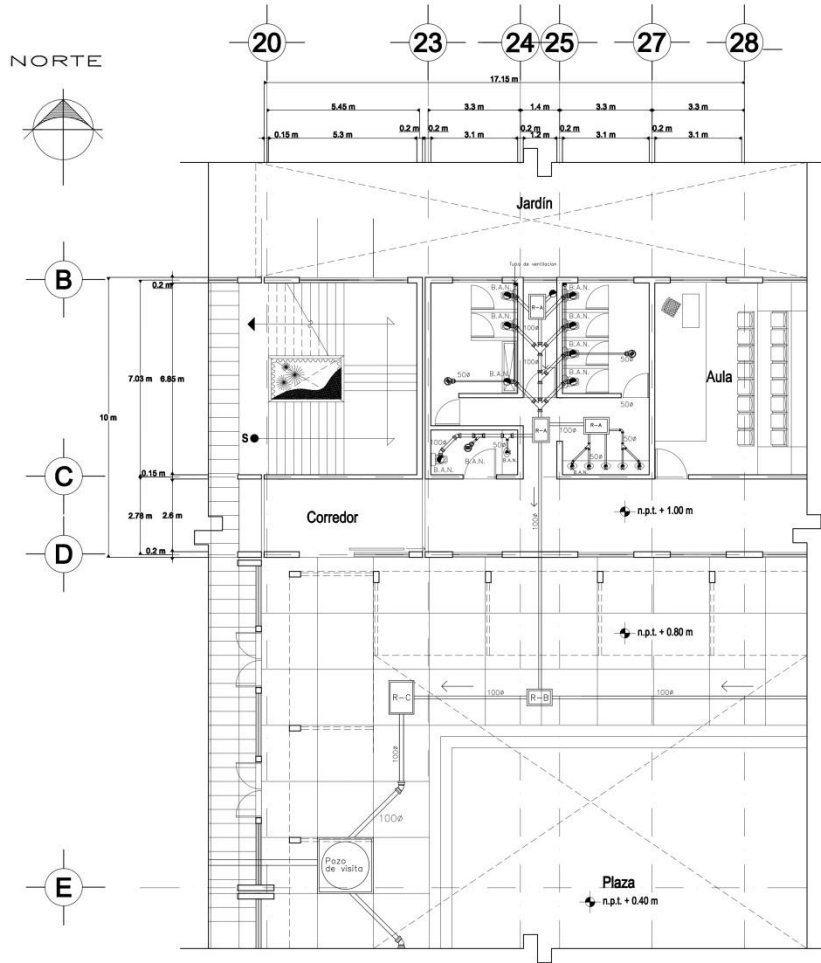 20 23 24 25 27 28
NORTE
17.15 m
5.45 m 3.3 m 1.4 m 3.3 m 3.3 m
0.2 m 0.2 m 0.2 m 0.2 m 0.2 m
0.15 m 5.3 m 3.1 m 1.2 m 3.1 m 3.1 m
Jardín
Tubo de ventilacion
B
0.2 m
B.A.N. B.A.N.
R-A
B.A.N.
100ø
B.A.N.
100ø
B.A.N.
50ø
7.03 m 6.85 m
Aula
50ø
B.A.N. B.A.N.
10 m
50ø 50ø
S
R-A R-A
100ø
100ø 50ø 50ø
C
0.15 m
B.A.N. B.A.N. B.A.N.
50ø
2.78 m 2.6 m
Corredor
n.p.t. + 1.00 m
100ø
D
0.2 m
n.p.t. + 0.80 m
R-C 100ø R-B 100ø
100ø
100ø
Pozo
de visita
E
Plaza
n.p.t. + 0.40 m